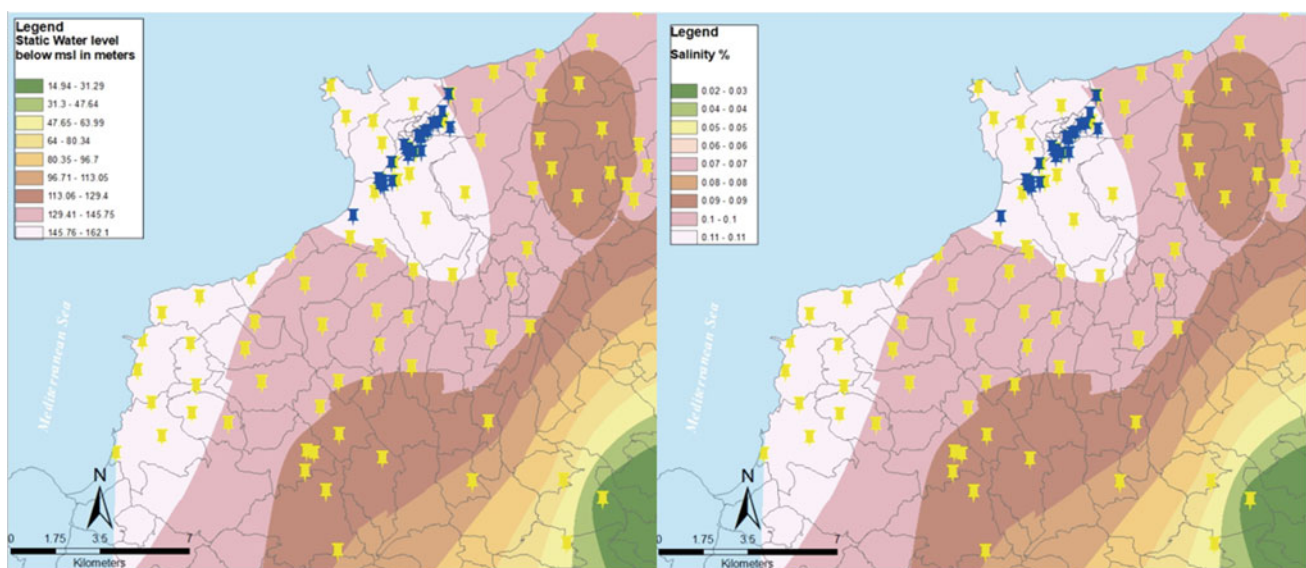 Legend
Static Water level
below msl in meters
14.94 - 31.29
31.3 - 47.64
47.65 - 63.99
64 - 80.34
80.35 - 96.7
96.71 - 113.05
113.06 - 129.4
129.41 - 145.75
145.76 - 162.1
Mediterranean Sea
N
0 1.75 3.5 7
Kilometers
Legend
Salinity %
0.02 - 0.03
0.04 - 0.04
0.05 - 0.05
0.06 - 0.06
0.07 - 0.07
0.08 - 0.08
0.09 - 0.09
0.1 - 0.1
0.11 - 0.11
Mediterranean Sea
N
0 1.75 3.5 7
Kilometers